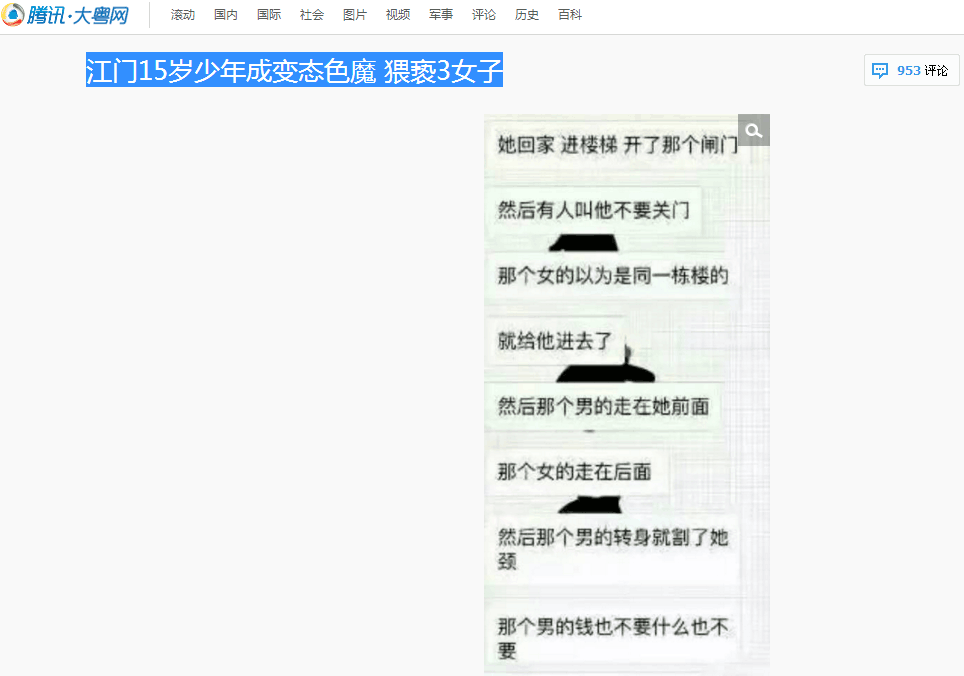 腾讯·大粤网
滚动 国内 国际 社会 图片 视频 军事 评论 历史 百科
江门15岁少年成变态色魔 猥亵3女子
953 评论
她回家 进楼梯 开了那个闸门
然后有人叫他不要关门
那个女的以为是同一栋楼的
就给他进去了
然后那个男的走在她前面
那个女的走在后面
然后那个男的转身就割了她
颈
那个男的钱也不要什么也不
要